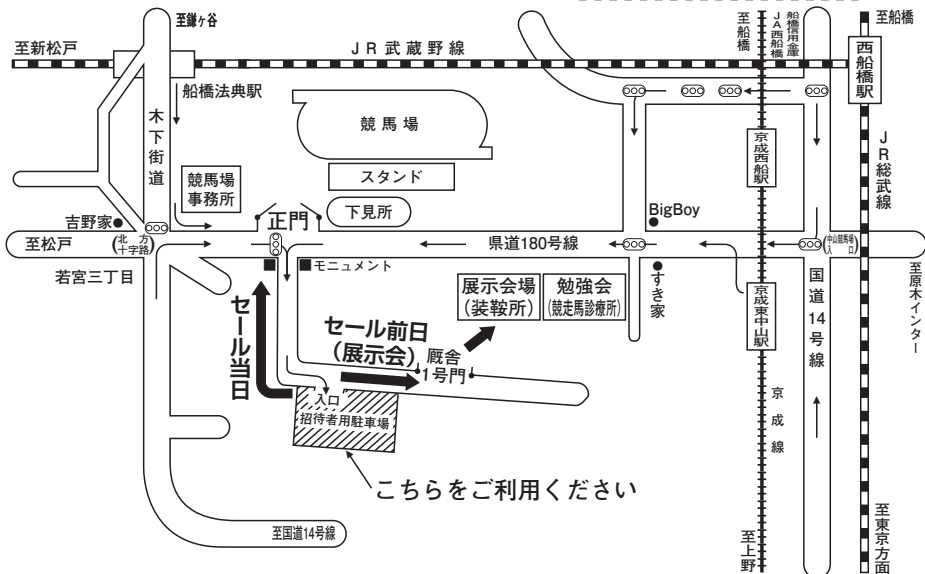 至鎌ヶ谷
至新松戸
JR武蔵野線
至船橋
JA西船橋
船橋信用金庫
至船橋
西船橋駅
船橋法典駅
木下街道
競馬場
スタンド
下見所
競馬場
事務所
正門
京成西船駅
JR総武線
BigBoy
吉野家
至松戸
(北方十字路)
県道180号線
(中山競馬場入口)
若宮三丁目
モニュメント
すき家
展示会場
(装鞍所)
勉強会
(競走馬診療所)
京成東中山駅
国道14号線
至原木インター
セール当日
セール前日
(展示会)
厩舎
1号門
入口
招待者用駐車場
京成線
こちらをご利用ください
至国道14号線
至上野
至東京方面